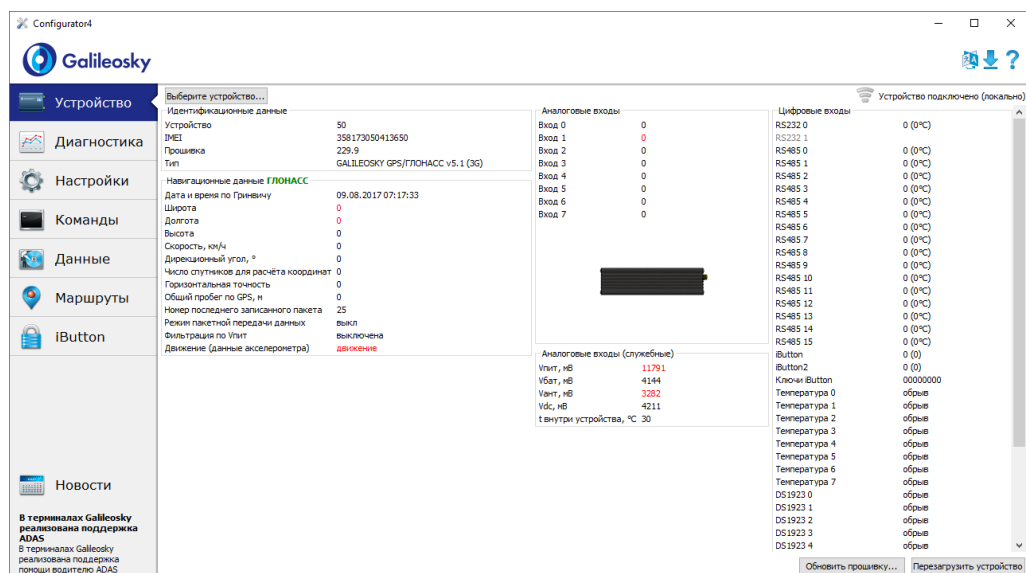 Configurator4
Galileosky
Устройство
Диагностика
Настройки
Команды
Данные
Маршруты
iButton
Новости
В терминалах Galileosky
реализована поддержка
ADAS
В терминалах Galileosky
реализована поддержка
помощи водителю ADAS
Выберите устройство...
Устройство подключено (локально)
Идентификационные данные
Устройство 50
IMEI 358173050413650
Прошивка 229.9
Тип GALILEOSKY GPS/ГЛОНАСС v5.1 (3G)
Навигационные данные ГЛОНАСС
Дата и время по Гринвичу 09.08.2017 07:17:33
Широта 0
Долгота 0
Высота 0
Скорость, км/ч 0
Дирекционный угол, ° 0
Число спутников для расчёта координат 0
Горизонтальная точность 0
Общий пробег по GPS, м 0
Номер последнего записанного пакета 25
Режим пакетной передачи данных выкл
Фильтрация по Vпит выключена
Движение (данные акселерометра) движение
Аналоговые входы
Вход 0 0
Вход 1 0
Вход 2 0
Вход 3 0
Вход 4 0
Вход 5 0
Вход 6 0
Вход 7 0
Аналоговые входы (служебные)
Vпит, мВ 11791
Vбат, мВ 4144
Vант, мВ 3282
Vdc, мВ 4211
t внутри устройства, °C 30
Цифровые входы
RS232 0 0 (0°C)
RS232 1
RS485 0 0 (0°C)
RS485 1 0 (0°C)
RS485 2 0 (0°C)
RS485 3 0 (0°C)
RS485 4 0 (0°C)
RS485 5 0 (0°C)
RS485 6 0 (0°C)
RS485 7 0 (0°C)
RS485 8 0 (0°C)
RS485 9 0 (0°C)
RS485 10 0 (0°C)
RS485 11 0 (0°C)
RS485 12 0 (0°C)
RS485 13 0 (0°C)
RS485 14 0 (0°C)
RS485 15 0 (0°C)
iButton 0 (0)
iButton2 0 (0)
Ключи iButton 00000000
Температура 0 обрыв
Температура 1 обрыв
Температура 2 обрыв
Температура 3 обрыв
Температура 4 обрыв
Температура 5 обрыв
Температура 6 обрыв
Температура 7 обрыв
DS1923 0 обрыв
DS1923 1 обрыв
DS1923 2 обрыв
DS1923 3 обрыв
DS1923 4 обрыв
Обновить прошивку...
Перезагрузить устройство